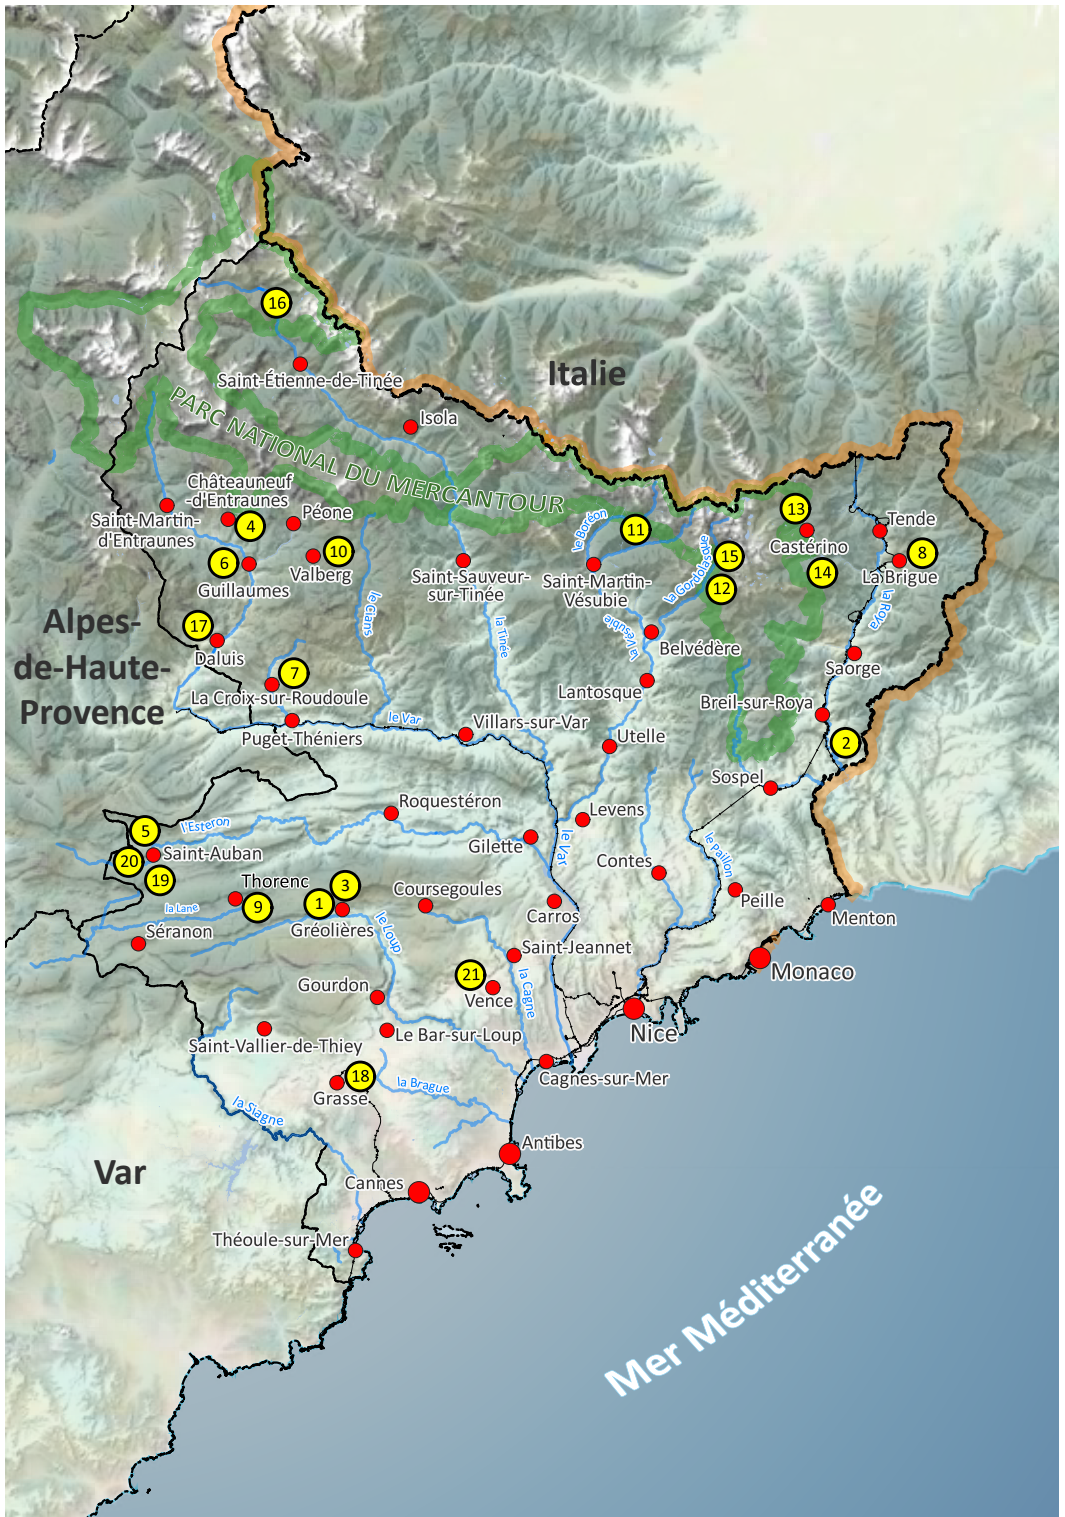 16
Italie
Saint-Étienne-de-Tinée
Isola
PARC NATIONAL DU MERCANTOUR
Châteauneuf
-d'Entraunes
Saint-Martin-
d'Entraunes
4
Péone
13
Tende
le Boréon
11
Castérino
6
10
Valberg
Guillaumes
Saint-Sauveur-
sur-Tinée
Saint-Martin-
Vésubie
la Gordolasque
15
12
14
8
La Brigue
la Roya
le Cians
la Tinée
la Vésubie
Alpes-
de-Haute-
Provence
17
Daluis
Belvédère
Saorge
7
La Croix-sur-Roudoule
Lantosque
Breil-sur-Roya
le Var
Puget-Théniers
Villars-sur-Var
Utelle
2
Sospel
Roquestéron
l'Esteron
5
Levens
Gilette
le Var
le Paillon
20
Saint-Auban
19
Contes
Thorenc
3
Coursegoules
Peille
la Lane
9
1
Gréolières
le Loup
Carros
Menton
Séranon
Saint-Jeannet
21
Vence
la Cagne
Monaco
Gourdon
Nice
Le Bar-sur-Loup
Saint-Vallier-de-Thiey
18
Grasse
la Brague
Cagnes-sur-Mer
la Siagne
Antibes
Var
Cannes
Théoule-sur-Mer
Mer Méditerranée